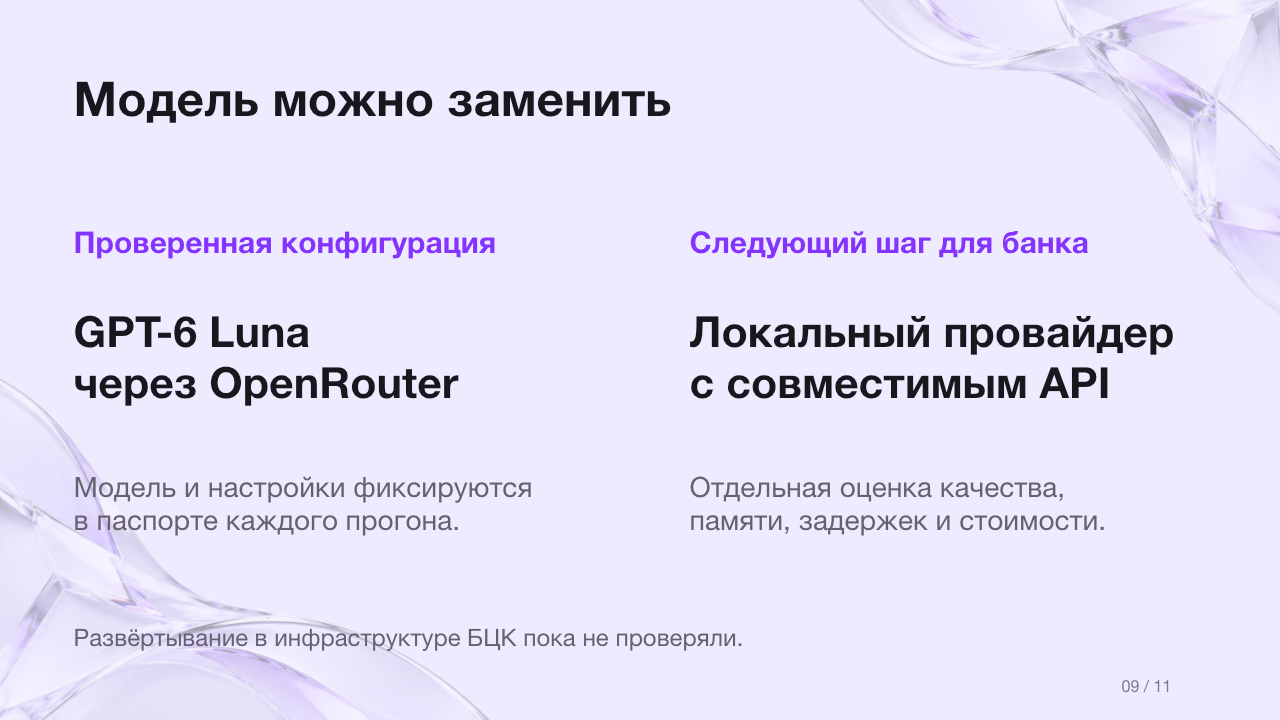 Модель можно заменить
Проверенная конфигурация
GPT-6 Luna
через OpenRouter
Модель и настройки фиксируются
в паспорте каждого прогона.
Следующий шаг для банка
Локальный провайдер
с совместимым API
Отдельная оценка качества,
памяти, задержек и стоимости.
Развёртывание в инфраструктуре БЦК пока не проверяли.
09 / 11